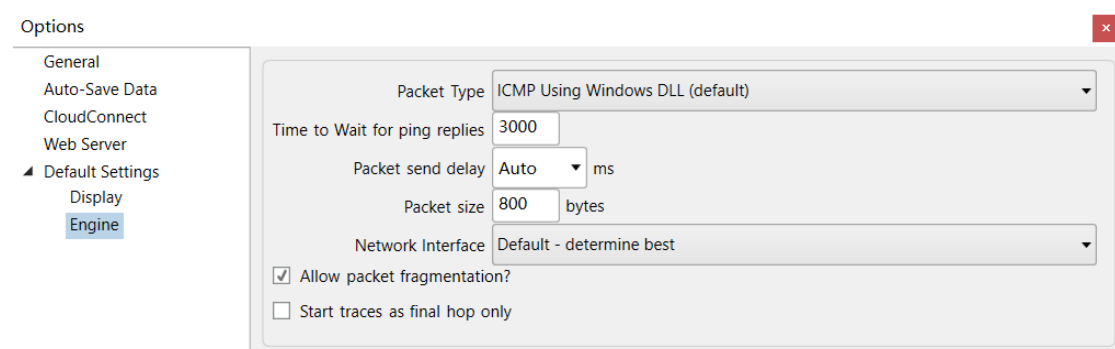 Options
General
Auto-Save Data
CloudConnect
Web Server
Default Settings
Display
Engine
Packet Type ICMP Using Windows DLL (default)
Time to Wait for ping replies 3000
Packet send delay Auto ms
Packet size 800 bytes
Network Interface Default - determine best
Allow packet fragmentation?
Start traces as final hop only